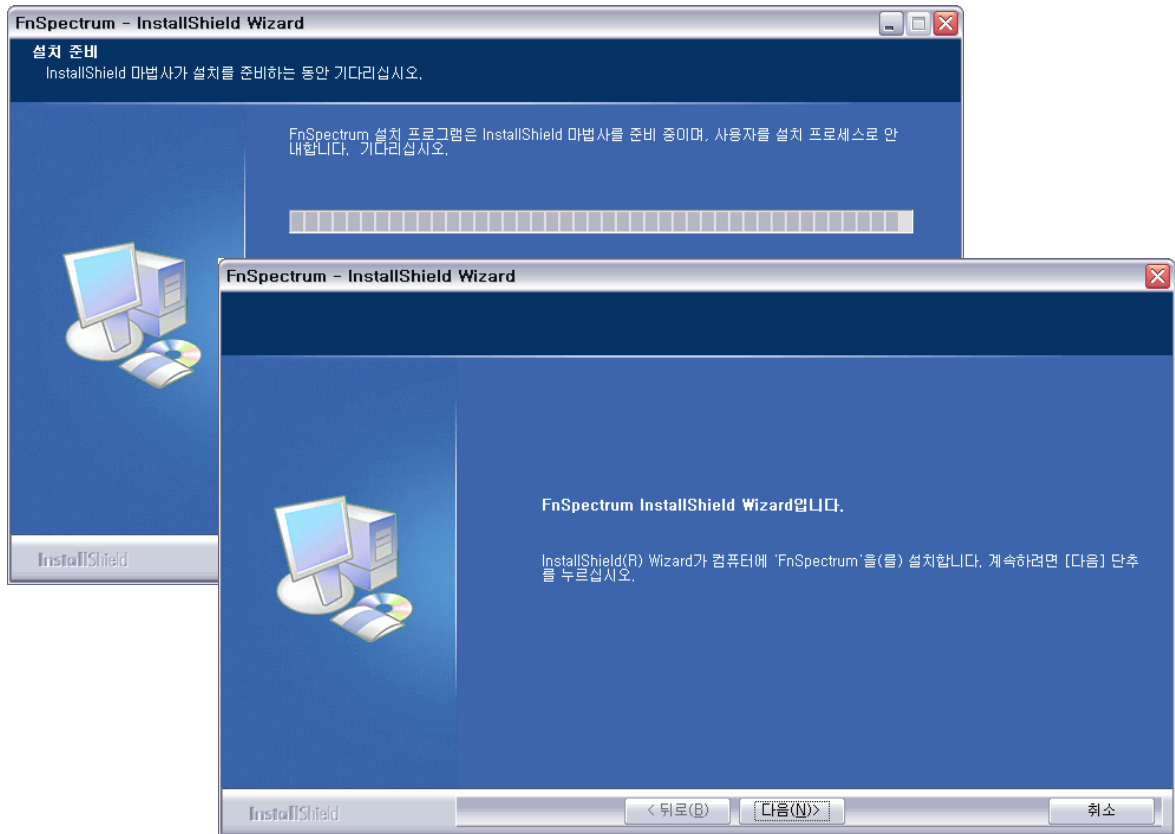 FnSpectrum - InstallShield Wizard
설치 준비
InstallShield 마법사가 설치를 준비하는 동안 기다리십시오.
FnSpectrum 설치 프로그램은 InstallShield 마법사를 준비 중이며, 사용자를 설치 프로세스로 안
내합니다. 기다리십시오.
InstallShield
FnSpectrum - InstallShield Wizard
FnSpectrum InstallShield Wizard입니다.
InstallShield(R) Wizard가 컴퓨터에 'FnSpectrum'을(를) 설치합니다. 계속하려면 [다음] 단추
를 누르십시오.
InstallShield
< 뒤로(B) 다음(N)> 취소